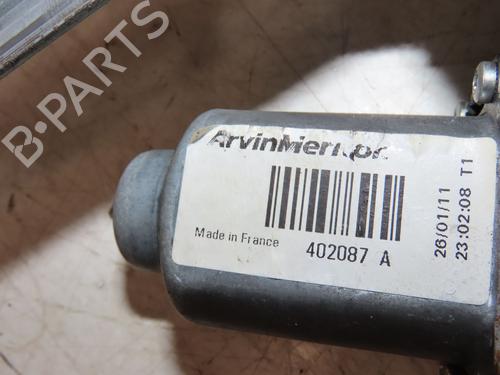 B-PARTS
ArvinMeritor
Made in France
402087 A
26/01/11
23:02:08 T1